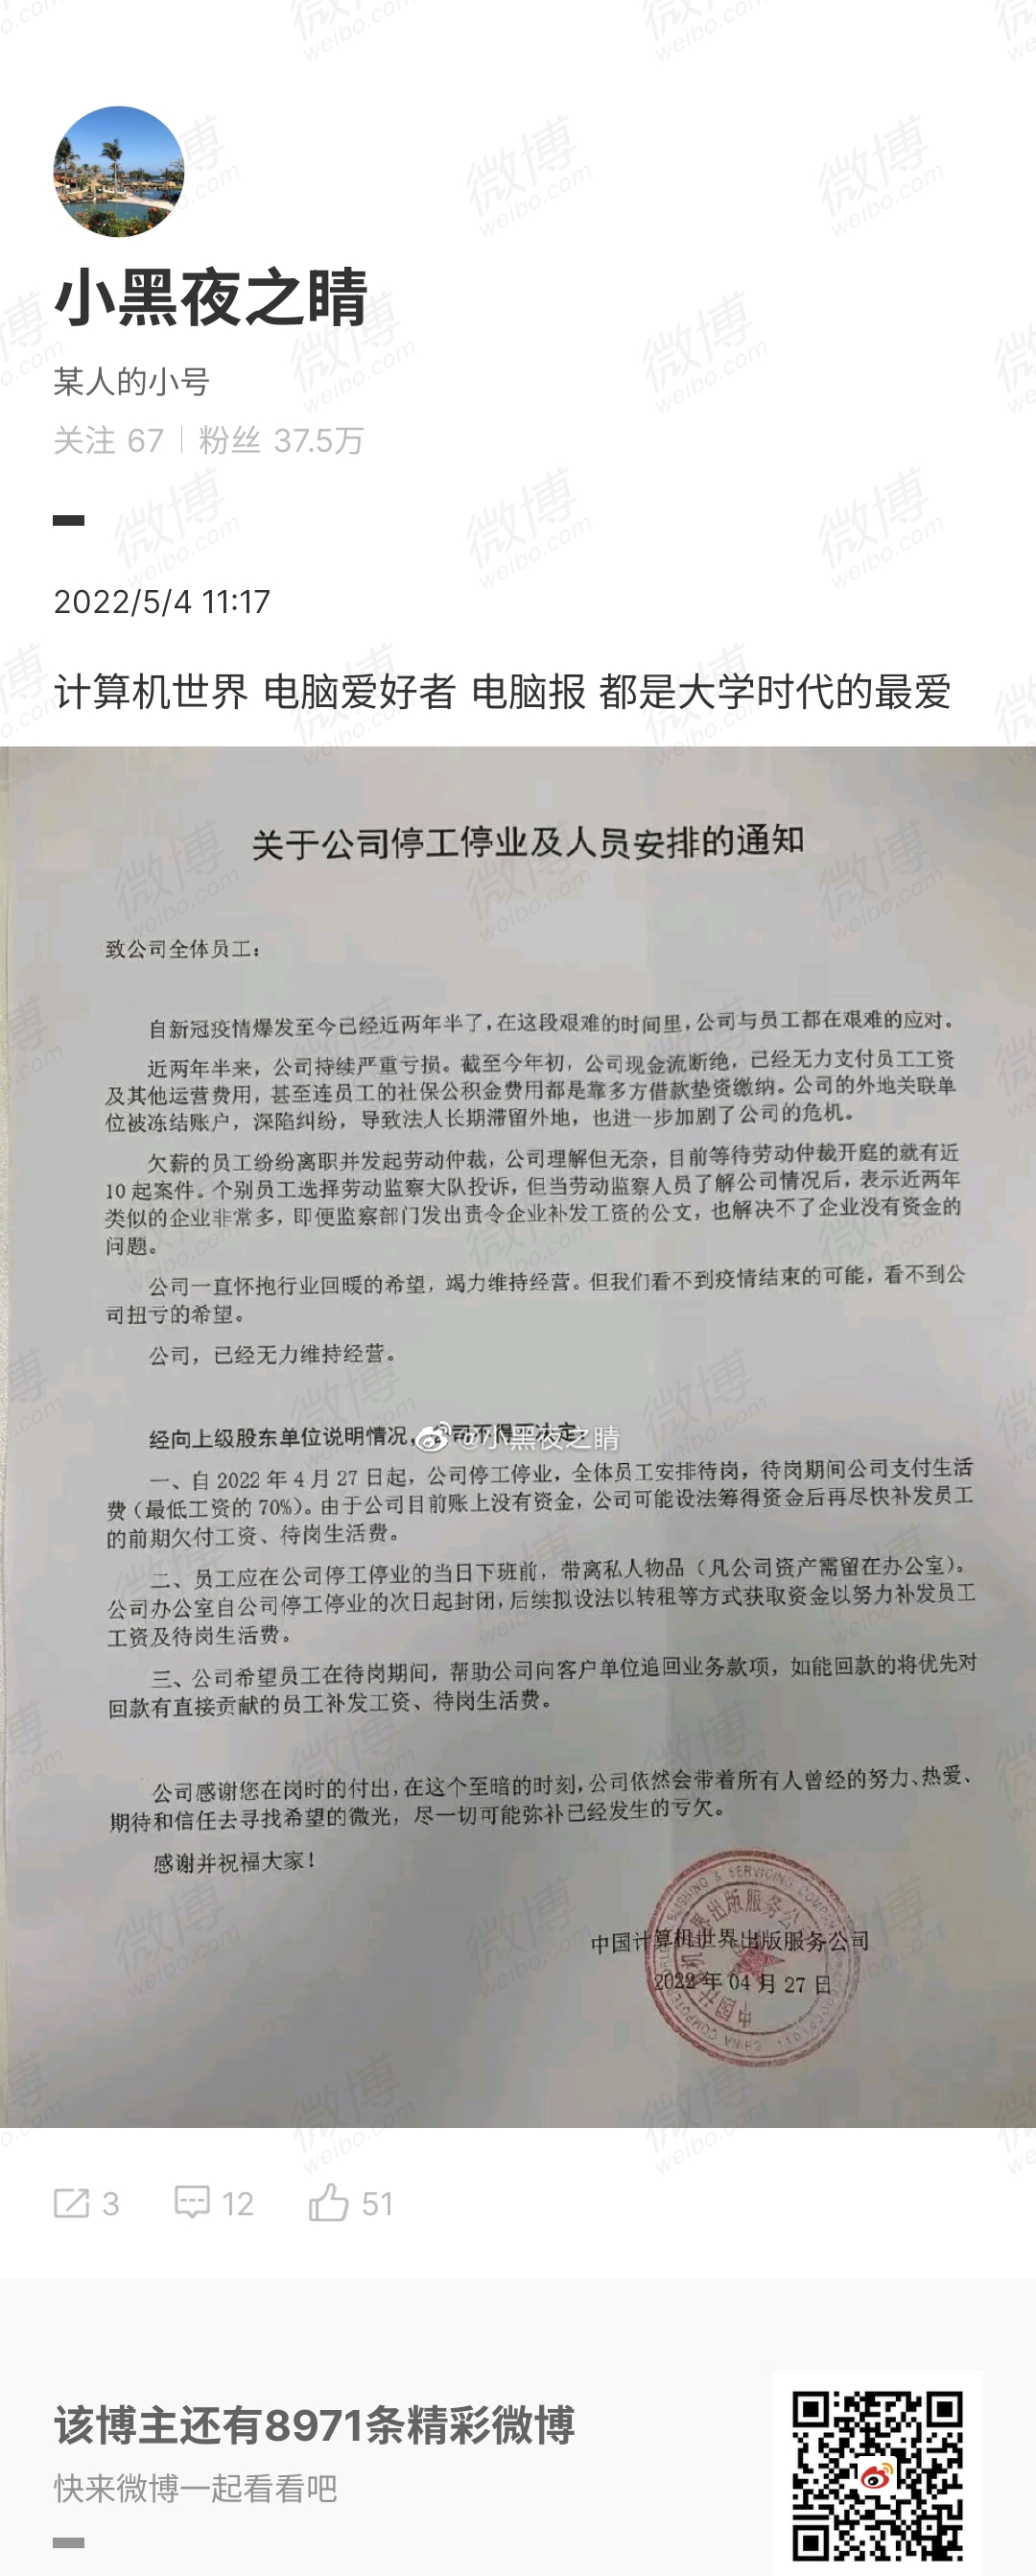 小黑夜之睛
某人的小号
关注 67 | 粉丝 37.5万
2022/5/4 11:17
计算机世界 电脑爱好者 电脑报 都是大学时代的最爱
关于公司停工停业及人员安排的通知
致公司全体员工：
自新冠疫情爆发至今已经近两年半了，在这段艰难的时间里，公司与员工都在艰难的应对。
近两年半来，公司持续严重亏损。截至今年初，公司现金流断绝，已经无力支付员工工资
及其他运营费用，甚至连员工的社保公积金费用都是靠多方借款垫资缴纳。公司的外地关联单
位被冻结账户，深陷纠纷，导致法人长期滞留外地，也进一步加剧了公司的危机。
欠薪的员工纷纷离职并发起劳动仲裁，公司理解但无奈，目前等待劳动仲裁开庭的就有近
10 起案件。个别员工选择劳动监察大队投诉，但当劳动监察人员了解公司情况后，表示近两年
类似的企业非常多，即便监察部门发出责令企业补发工资的公文，也解决不了企业没有资金的
问题。
公司一直怀抱行业回暖的希望，竭力维持经营。但我们看不到疫情结束的可能，看不到公
司扭亏的希望。
公司，已经无力维持经营。
经向上级股东单位说明情况，公司不得不决定
@小黑夜之睛
一、自 2022 年 4 月 27 日起，公司停工停业，全体员工安排待岗，待岗期间公司支付生活
费（最低工资的 70%）。由于公司目前账上没有资金，公司可能设法筹得资金后再尽快补发员工
的前期欠付工资、待岗生活费。
二、员工应在公司停工停业的当日下班前，带离私人物品（凡公司资产需留在办公室）。
公司办公室自公司停工停业的次日起封闭，后续拟设法以转租等方式获取资金以努力补发员工
工资及待岗生活费。
三、公司希望员工在待岗期间，帮助公司向客户单位追回业务款项，如能回款的将优先对
回款有直接贡献的员工补发工资、待岗生活费。
公司感谢您在岗时的付出，在这个至暗的时刻，公司依然会带着所有人曾经的努力、热爱、
期待和信任去寻找希望的微光，尽一切可能弥补已经发生的亏欠。
感谢并祝福大家！
中国计算机世界出版服务公司
2022 年 04 月 27 日
3 12 51
该博主还有8971条精彩微博
快来微博一起看看吧